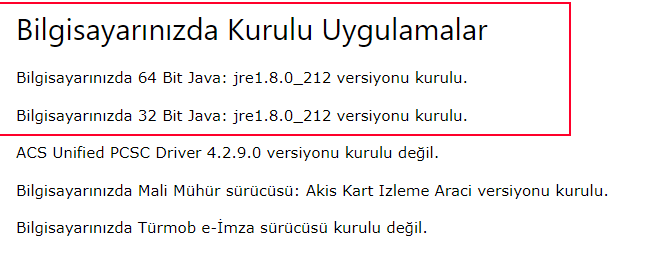 Bilgisayarınızda Kurulu Uygulamalar
Bilgisayarınızda 64 Bit Java: jre1.8.0_212 versiyonu kurulu.
Bilgisayarınızda 32 Bit Java: jre1.8.0_212 versiyonu kurulu.
ACS Unified PCSC Driver 4.2.9.0 versiyonu kurulu değil.
Bilgisayarınızda Mali Mühür sürücüsü: Akis Kart Izleme Araci versiyonu kurulu.
Bilgisayarınızda Türmob e-İmza sürücüsü kurulu değil.